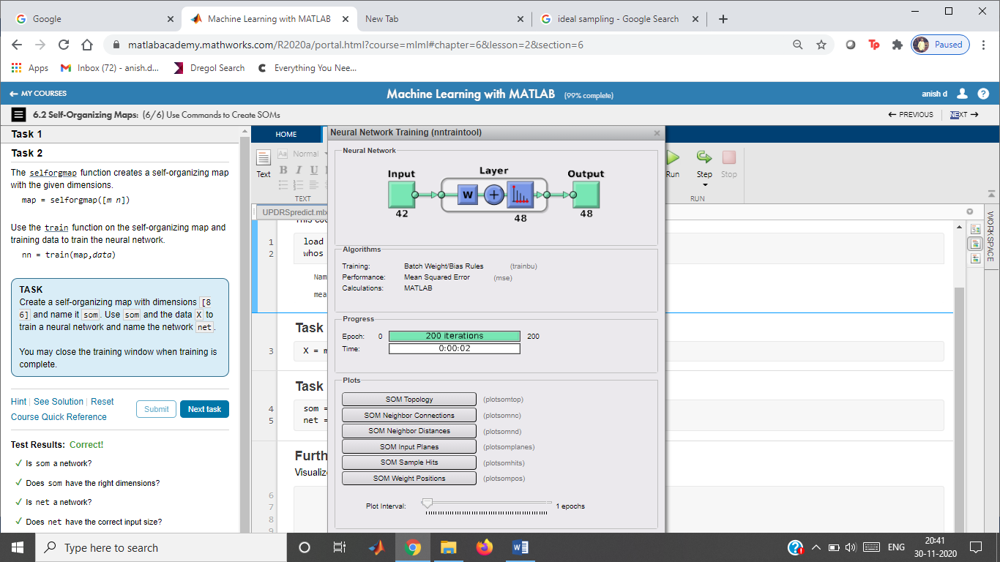 Google
Machine Learning with MATLAB
New Tab
ideal sampling - Google Search
matlabacademy.mathworks.com/R2020a/portal.html?course=mlml#chapter=6&lesson=2&section=6
Tp
Paused
Apps
Inbox (72) - anish.d...
Dregol Search
Everything You Nee...
MY COURSES
Machine Learning with MATLAB (99% complete)
anish d
6.2 Self-Organizing Maps: (6/6) Use Commands to Create SOMs
PREVIOUS
NEXT
Task 1
Task 2
The selforgmap function creates a self-organizing map
with the given dimensions.
map = selforgmap([m n])
Use the train function on the self-organizing map and
training data to train the neural network.
nn = train(map,data)
TASK
Create a self-organizing map with dimensions [8
6] and name it som. Use som and the data X to
train a neural network and name the network net.
You may close the training window when training is
complete.
Hint | See Solution | Reset
Course Quick Reference
Submit
Next task
Test Results: Correct!
✓ Is som a network?
✓ Does som have the right dimensions?
✓ Is net a network?
✓ Does net have the correct input size?
HOME
Text
Aa Normal
B I U M
TEXT
Run
Step
Stop
RUN
UPDRSpredict.mlx
WORKSPACE
1 load
2 whos
Nam
mea
Task
3 X = m
Task
4 som =
5 net =
Furth
Visualiz
6
7
8
9
Neural Network Training (nntraintool)
Neural Network
Input
Layer
Output
W
+
42
48
48
Algorithms
Training: Batch Weight/Bias Rules (trainbu)
Performance: Mean Squared Error (mse)
Calculations: MATLAB
Progress
Epoch: 0 200 iterations 200
Time: 0:00:02
Plots
SOM Topology (plotsomtop)
SOM Neighbor Connections (plotsomnc)
SOM Neighbor Distances (plotsomnd)
SOM Input Planes (plotsomplanes)
SOM Sample Hits (plotsomhits)
SOM Weight Positions (plotsompos)
Plot Interval: 1 epochs
Type here to search
ENG
20:41
30-11-2020